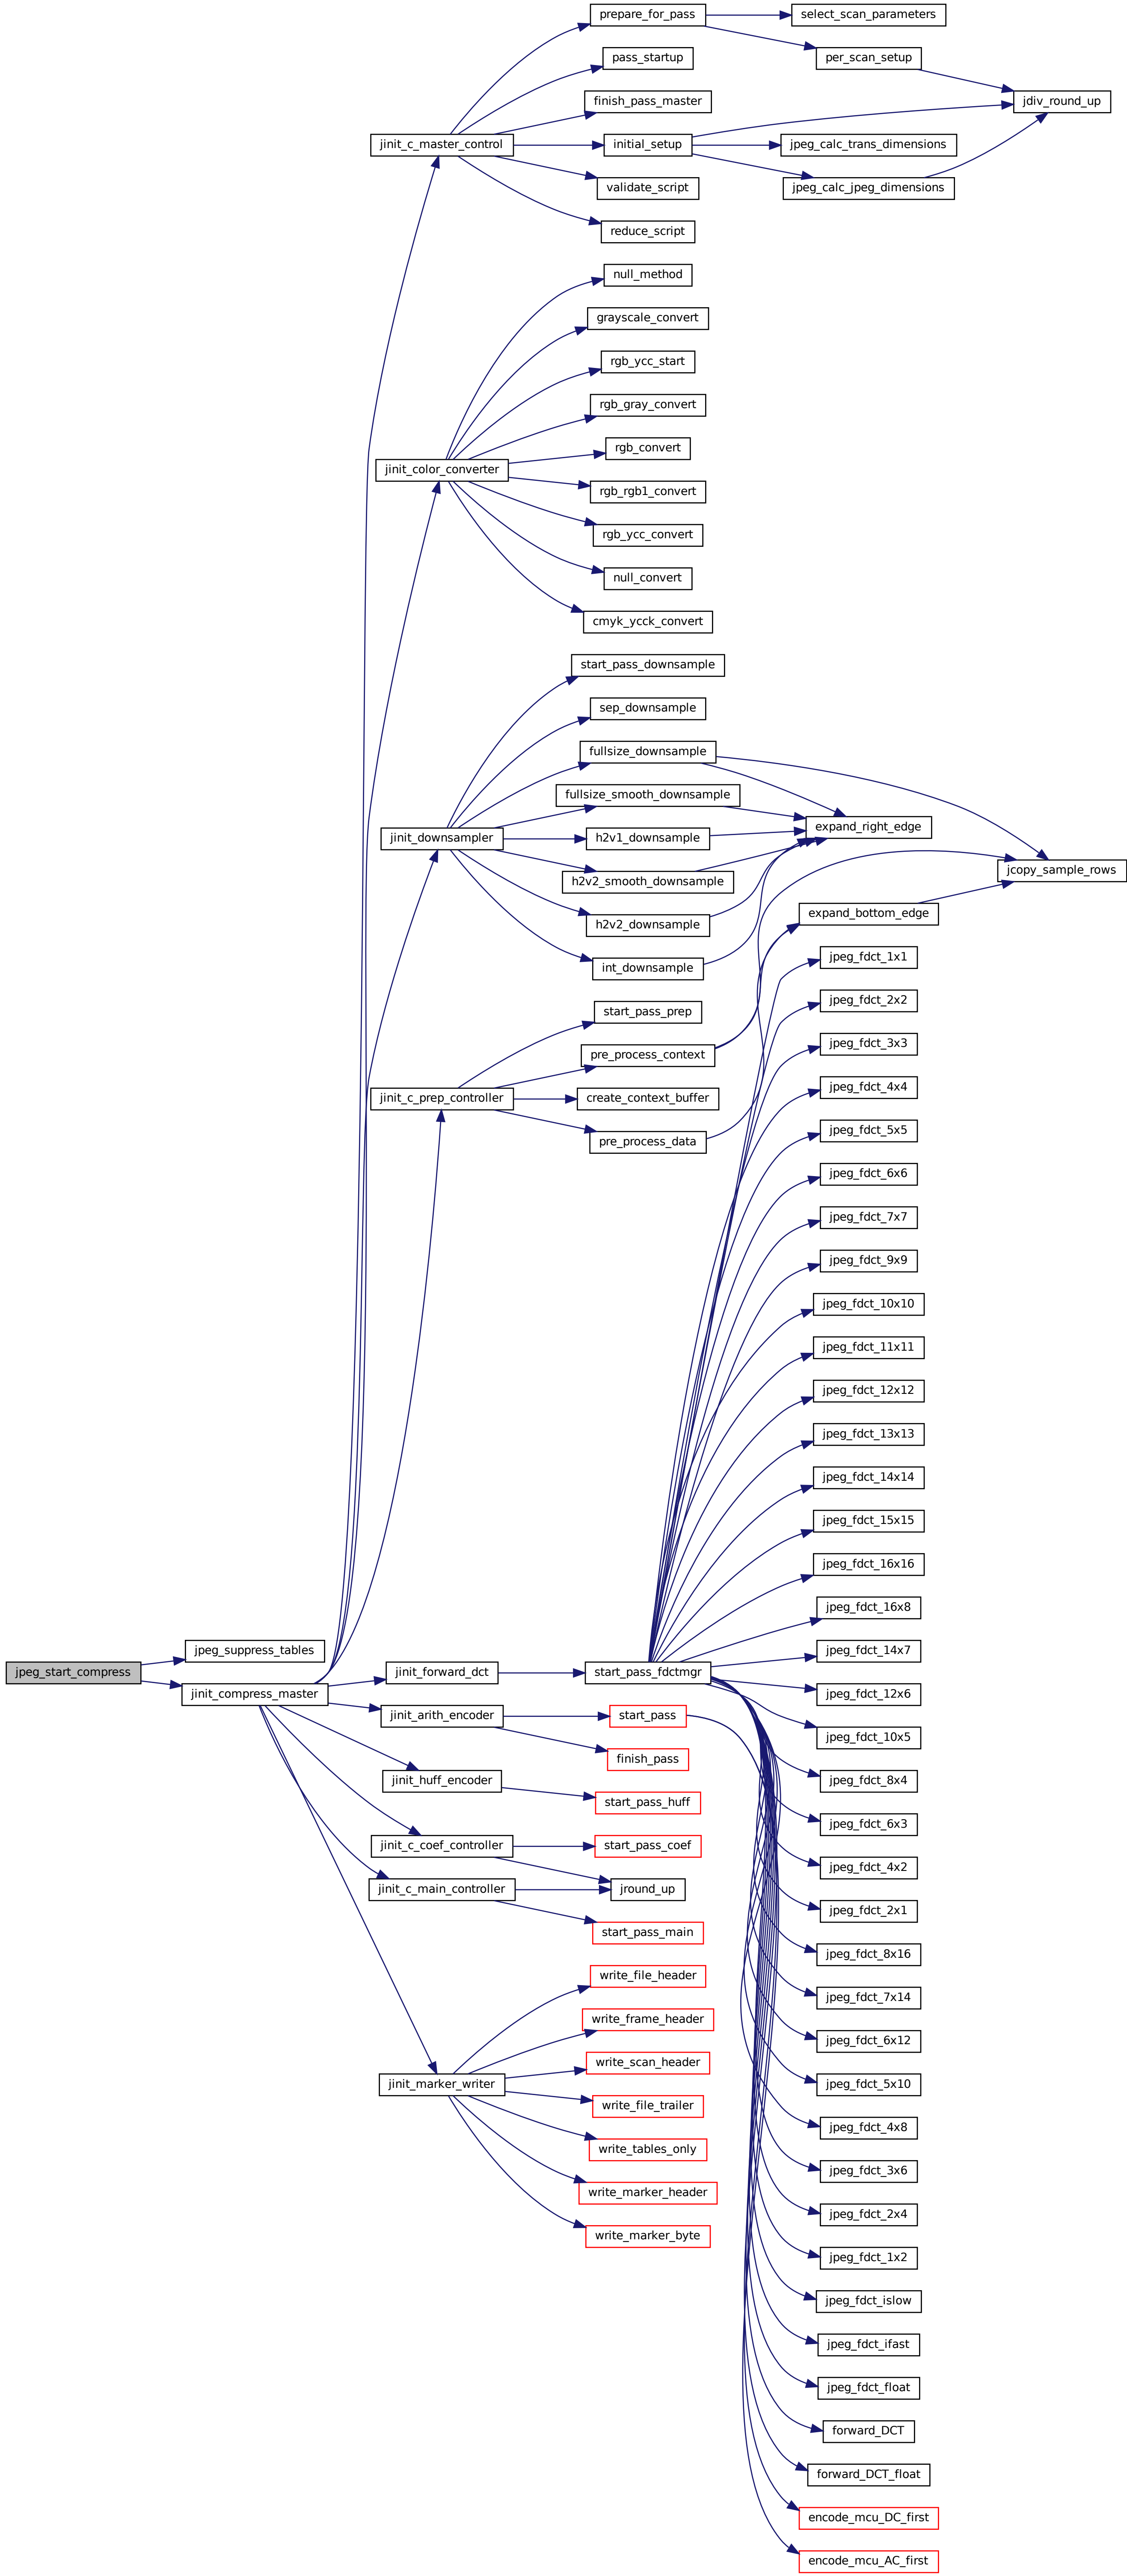 prepare_for_pass
select_scan_parameters
pass_startup
per_scan_setup
finish_pass_master
jdiv_round_up
jinit_c_master_control
initial_setup
jpeg_calc_trans_dimensions
validate_script
jpeg_calc_jpeg_dimensions
reduce_script
null_method
grayscale_convert
rgb_ycc_start
rgb_gray_convert
rgb_convert
jinit_color_converter
rgb_rgb1_convert
rgb_ycc_convert
null_convert
cmyk_ycck_convert
start_pass_downsample
sep_downsample
fullsize_downsample
fullsize_smooth_downsample
expand_right_edge
jinit_downsampler
h2v1_downsample
jcopy_sample_rows
h2v2_smooth_downsample
expand_bottom_edge
h2v2_downsample
jpeg_fdct_1x1
int_downsample
jpeg_fdct_2x2
start_pass_prep
jpeg_fdct_3x3
pre_process_context
jpeg_fdct_4x4
jinit_c_prep_controller
create_context_buffer
jpeg_fdct_5x5
pre_process_data
jpeg_fdct_6x6
jpeg_fdct_7x7
jpeg_fdct_9x9
jpeg_fdct_10x10
jpeg_fdct_11x11
jpeg_fdct_12x12
jpeg_fdct_13x13
jpeg_fdct_14x14
jpeg_fdct_15x15
jpeg_fdct_16x16
jpeg_fdct_16x8
jpeg_suppress_tables
jpeg_fdct_14x7
jpeg_start_compress
jinit_forward_dct
start_pass_fdctmgr
jinit_compress_master
jpeg_fdct_12x6
jinit_arith_encoder
start_pass
jpeg_fdct_10x5
finish_pass
jinit_huff_encoder
jpeg_fdct_8x4
start_pass_huff
jpeg_fdct_6x3
jinit_c_coef_controller
start_pass_coef
jpeg_fdct_4x2
jinit_c_main_controller
jround_up
jpeg_fdct_2x1
start_pass_main
jpeg_fdct_8x16
write_file_header
jpeg_fdct_7x14
write_frame_header
jpeg_fdct_6x12
write_scan_header
jinit_marker_writer
jpeg_fdct_5x10
write_file_trailer
jpeg_fdct_4x8
write_tables_only
jpeg_fdct_3x6
write_marker_header
jpeg_fdct_2x4
write_marker_byte
jpeg_fdct_1x2
jpeg_fdct_islow
jpeg_fdct_ifast
jpeg_fdct_float
forward_DCT
forward_DCT_float
encode_mcu_DC_first
encode_mcu_AC_first